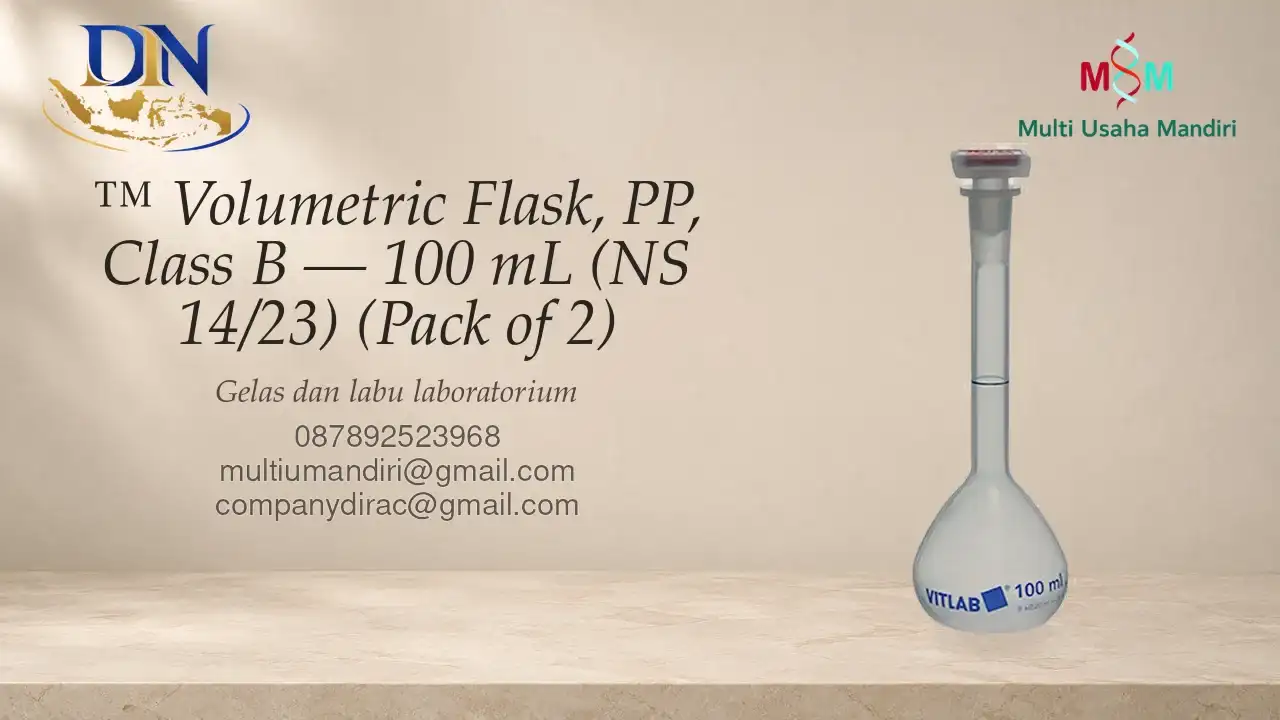 DIN
MSM
Multi Usaha Mandiri
™ Volumetric Flask, PP,
Class B — 100 mL (NS
14/23) (Pack of 2)
Gelas dan labu laboratorium
087892523968
multiumandiri@gmail.com
companydirac@gmail.com
VITLAB® 100 ml